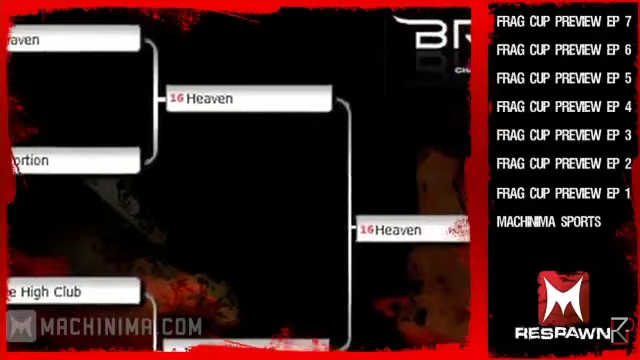 16 Heaven
16 Heaven
e High Club
MACHINIMA.COM
FRAG CUP PREVIEW EP 7
FRAG CUP PREVIEW EP 6
FRAG CUP PREVIEW EP 5
FRAG CUP PREVIEW EP 4
FRAG CUP PREVIEW EP 3
FRAG CUP PREVIEW EP 2
FRAG CUP PREVIEW EP 1
MACHINIMA SPORTS
RESPAWN